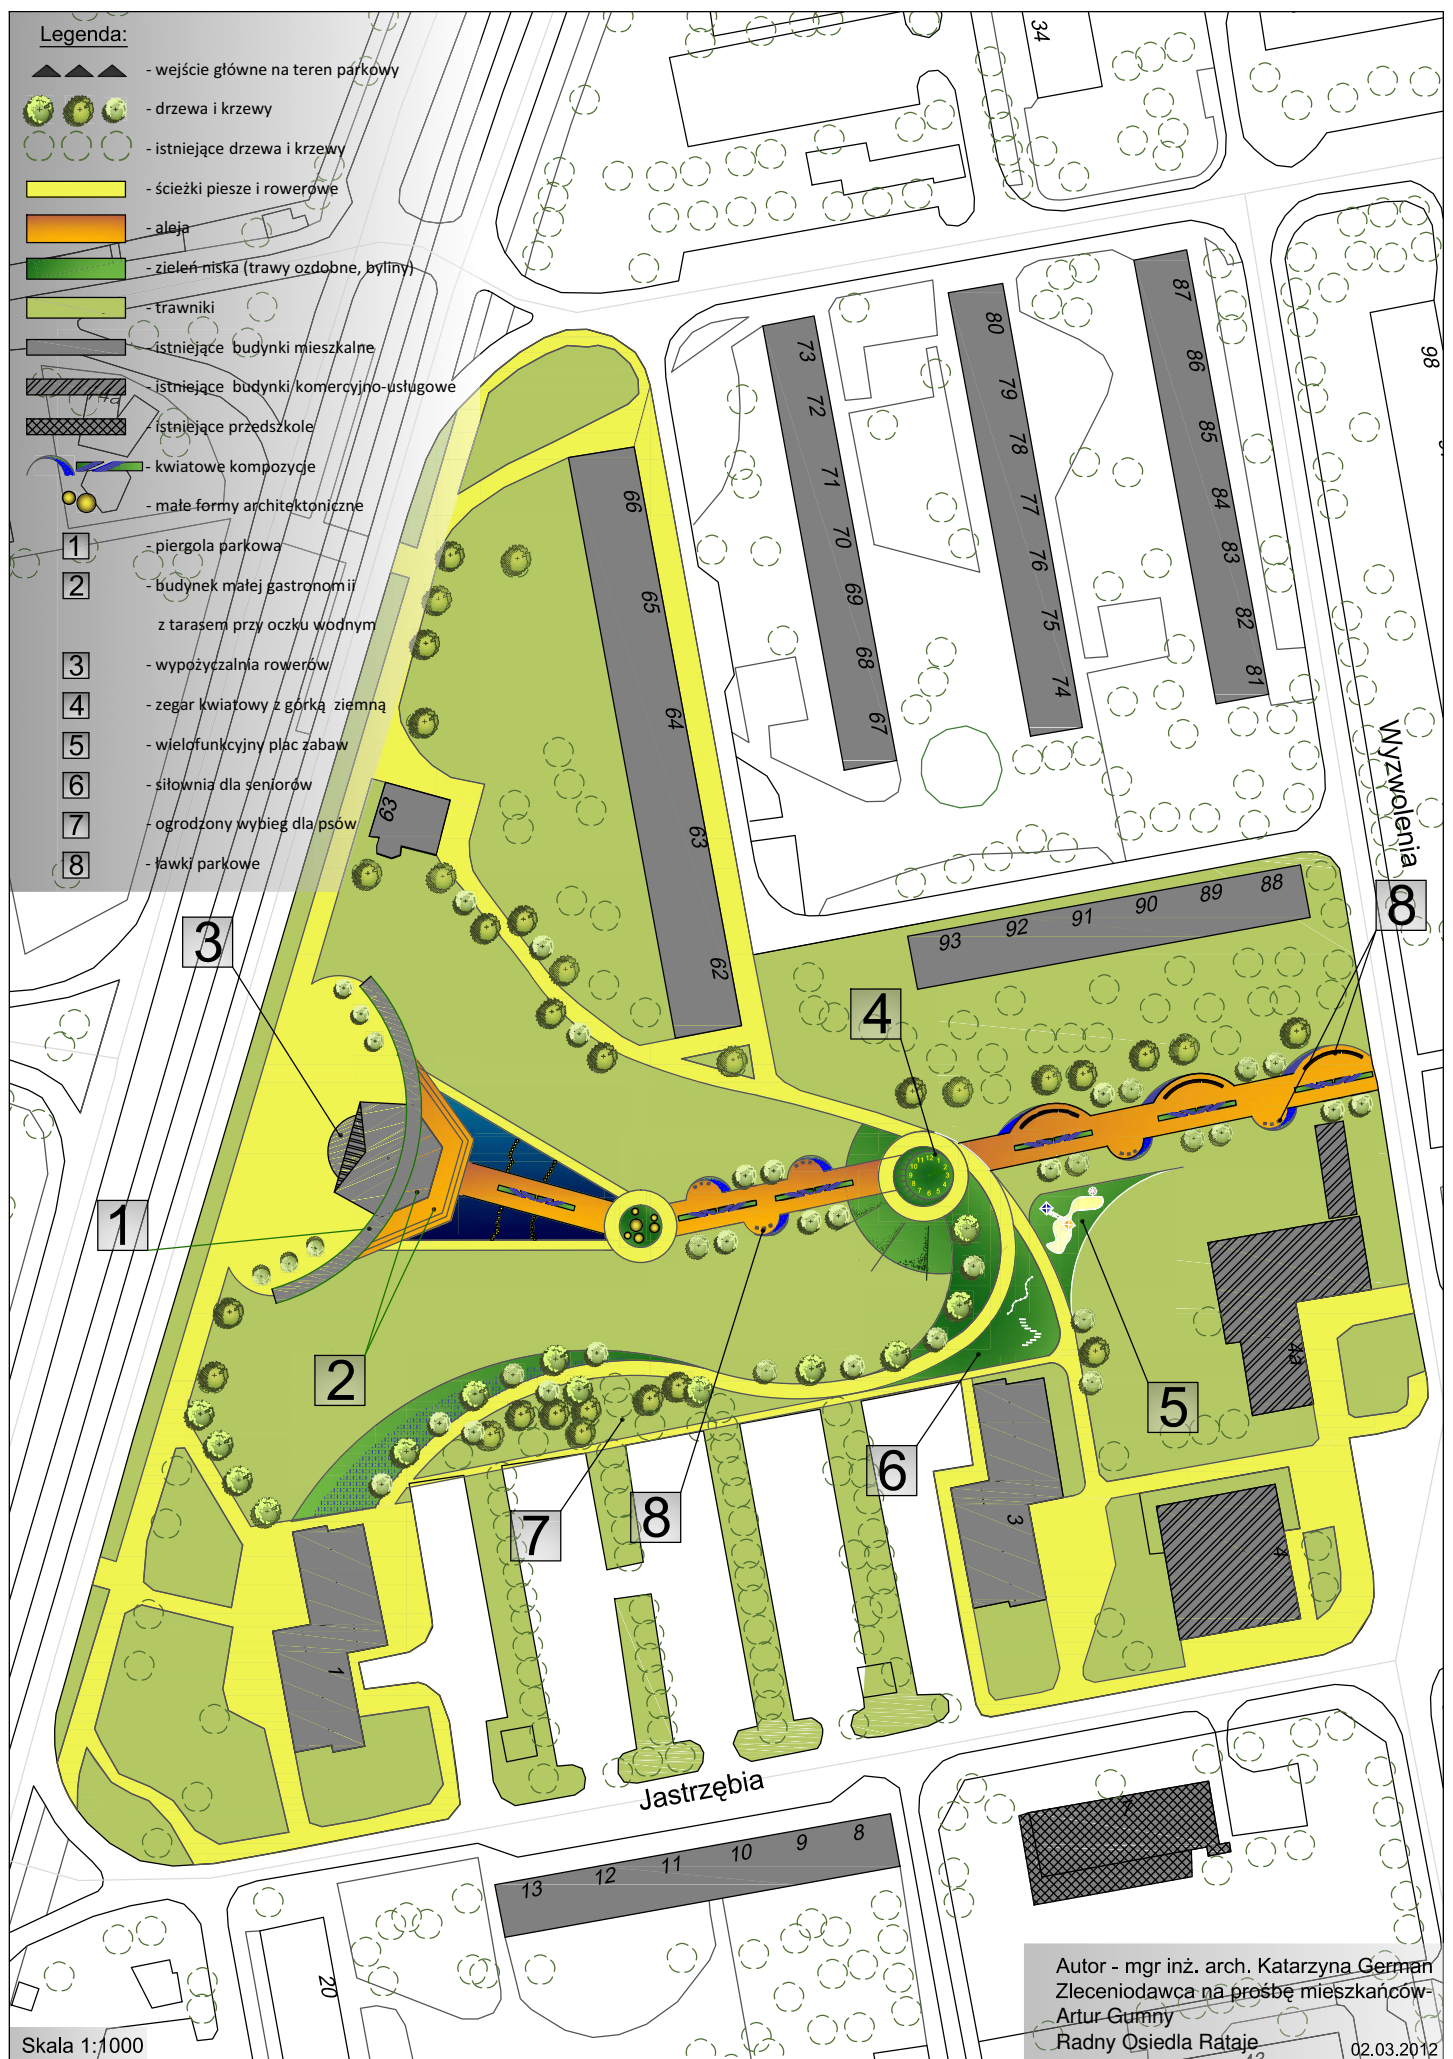 Legenda:
- wejście główne na teren parkowy
- drzewa i krzewy
- istniejące drzewa i krzewy
- ścieżki piesze i rowerowe
- aleja
- zieleń niska (trawy ozdobne, byliny)
- trawniki
- istniejące budynki mieszkalne
- istniejące budynki komercyjno-usługowe
- istniejące przedszkole
- kwiatowe kompozycje
- małe formy architektoniczne
1 - piergola parkowa
2 - budynek małej gastronomii
z tarasem przy oczku wodnym
3 - wypożyczalnia rowerów
4 - zegar kwiatowy z górką ziemną
5 - wielofunkcyjny plac zabaw
6 - siłownia dla seniorów
7 - ogrodzony wybieg dla psów
8 - ławki parkowe
34
87
86
85
84
83
82
81
80
79
78
77
76
75
74
73
72
71
70
69
68
67
66
65
64
63
62
63
98
Wyzwolenia
93 92 91 90 89 88
8
3
4
1
2
5
6
7
8
4a
3
4
1
Jastrzębia
13 12 11 10 9 8
20
Autor - mgr inż. arch. Katarzyna German
Zleceniodawca na prośbę mieszkańców-
Artur Gumny
Radny Osiedla Rataje
02.03.2012
Skala 1:1000